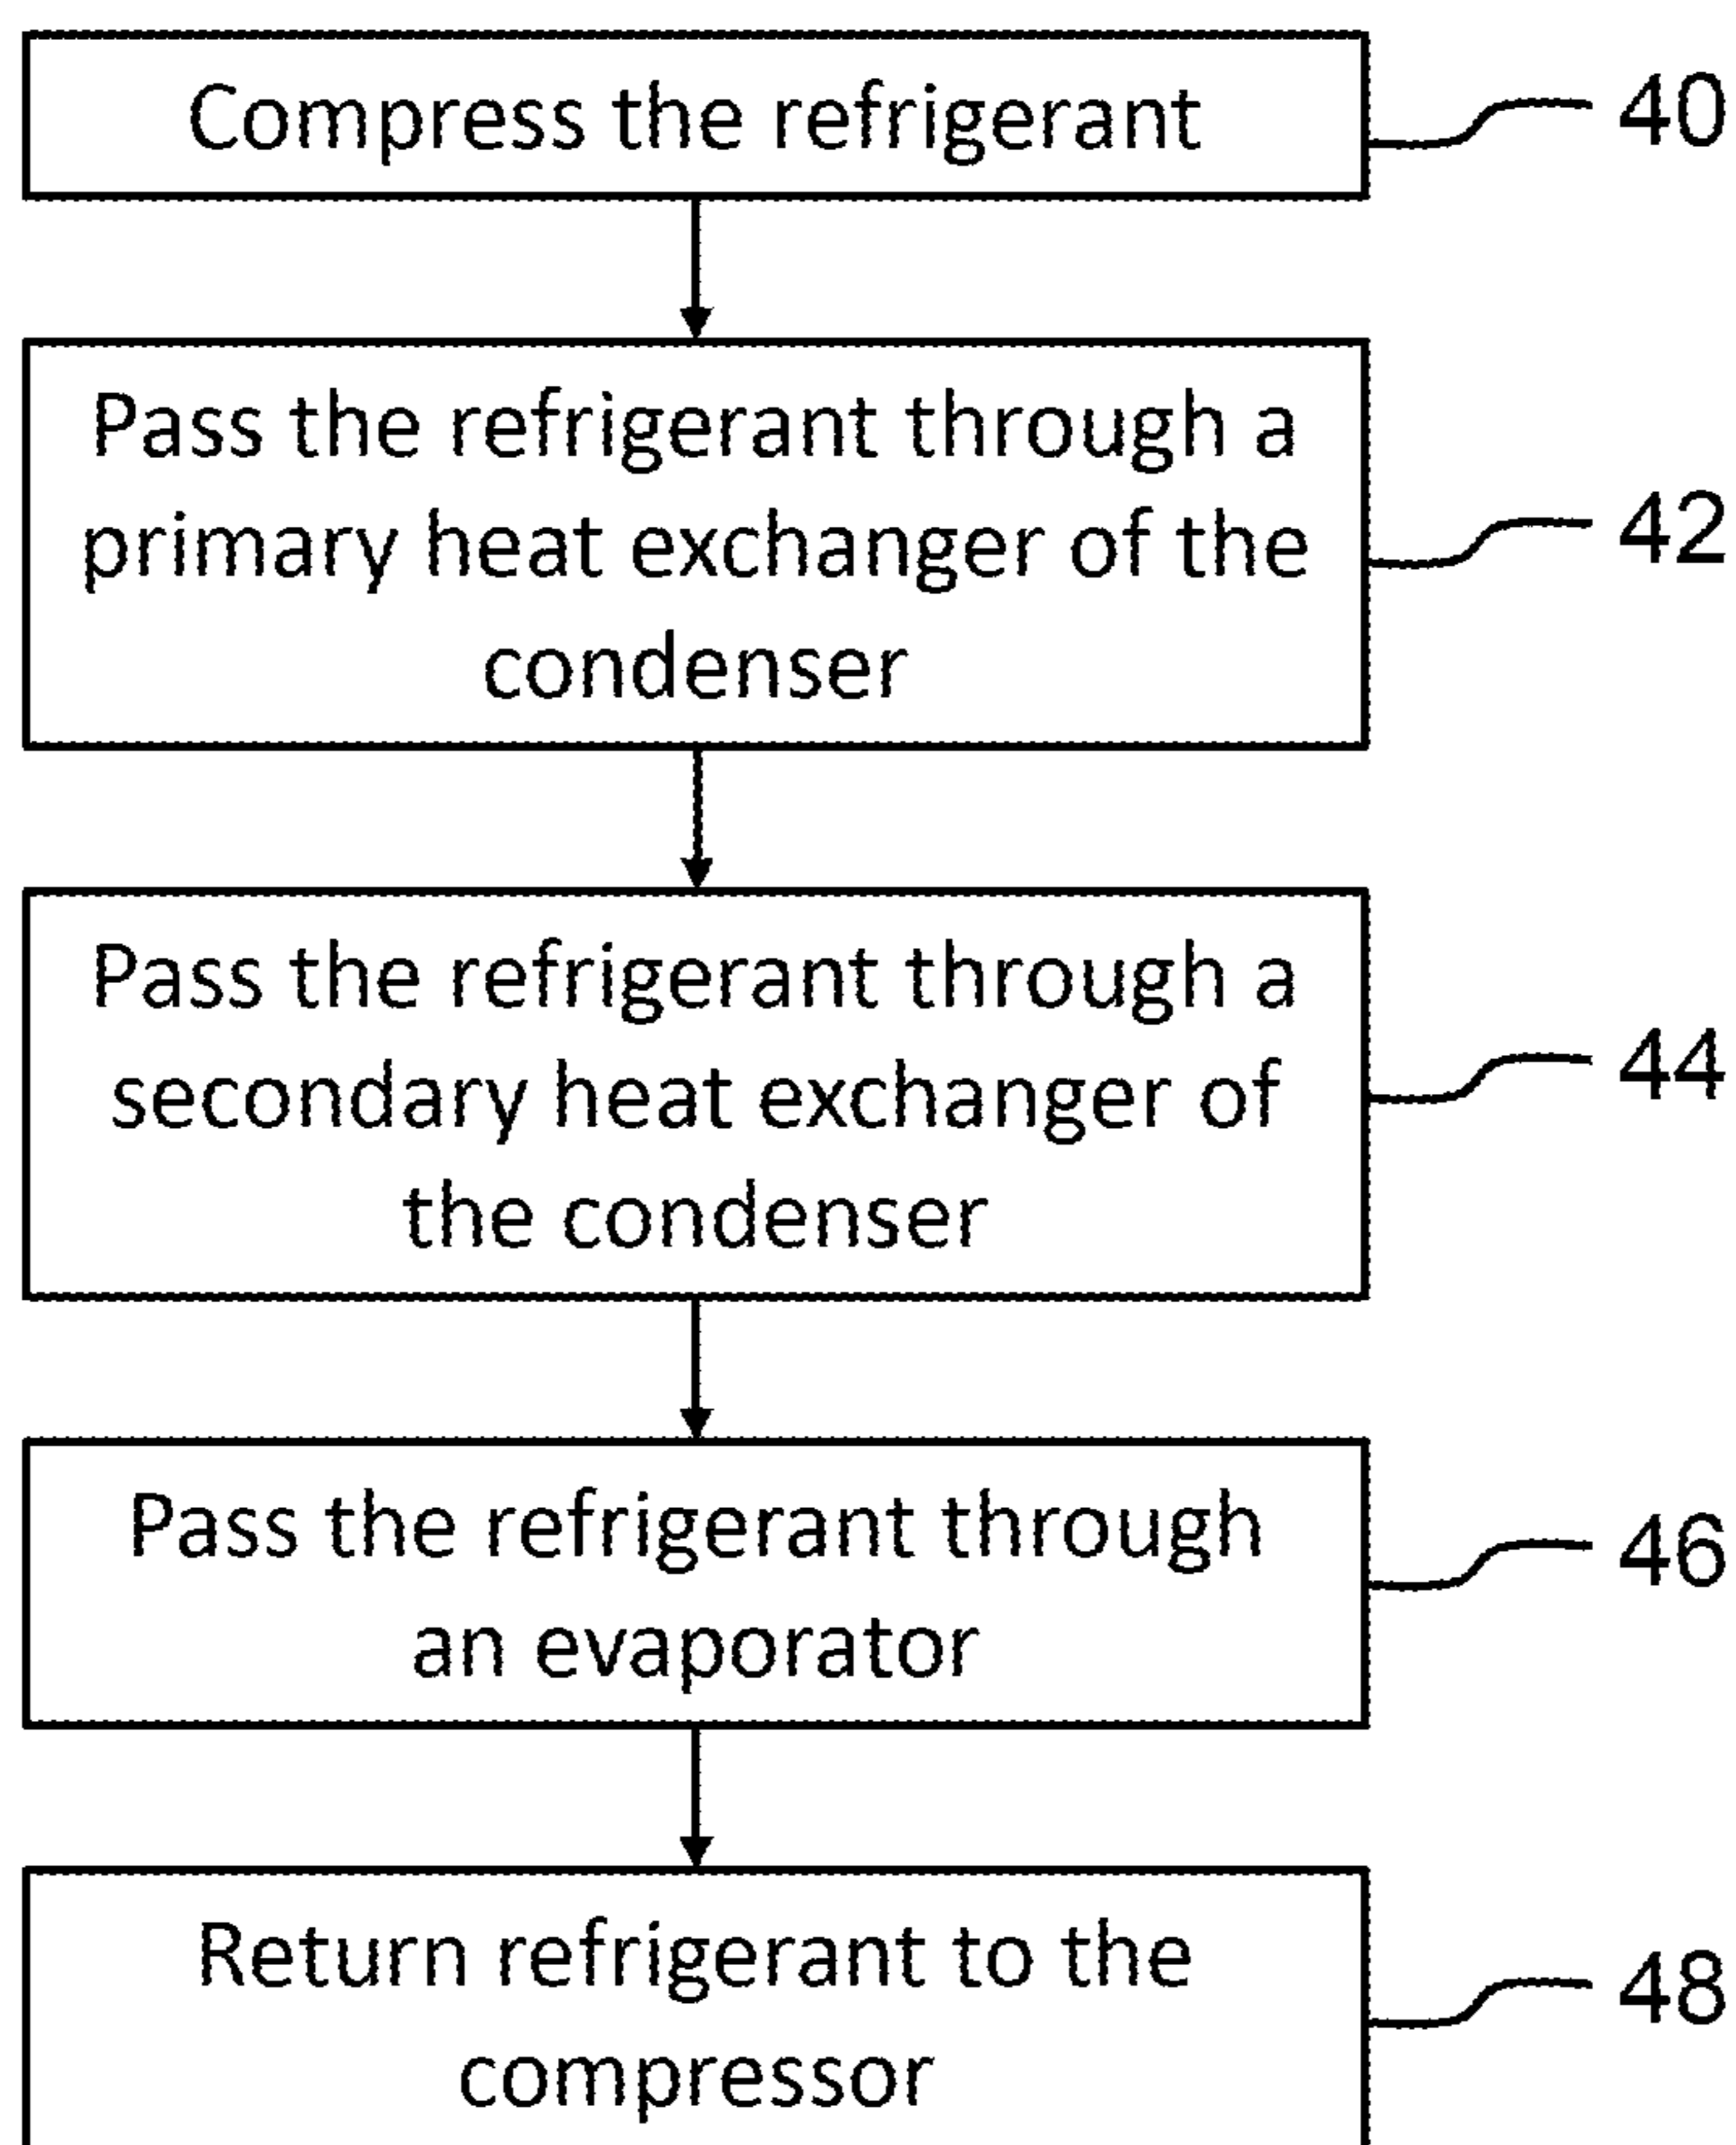 Compress the refrigerant
40
Pass the refrigerant through a
primary heat exchanger of the
condenser
42
Pass the refrigerant through a
secondary heat exchanger of
the condenser
44
Pass the refrigerant through
an evaporator
46
Return refrigerant to the
compressor
48